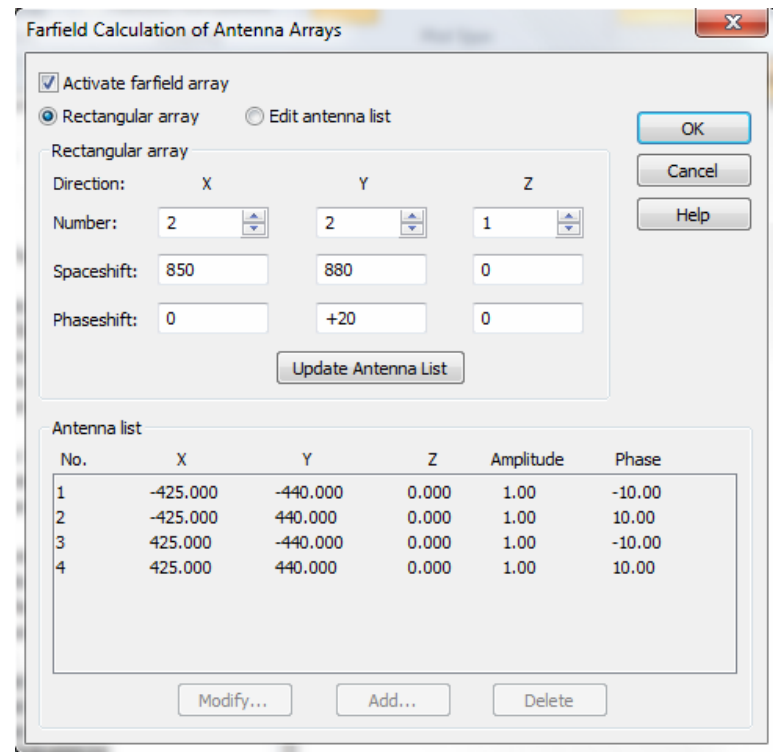 Farfield Calculation of Antenna Arrays
Activate farfield array
Rectangular array Edit antenna list
OK
Rectangular array
Cancel
Direction: X Y Z
Help
Number: 2 2 1
Spaceshift: 850 880 0
Phaseshift: 0 +20 0
Update Antenna List
Antenna list
No. X Y Z Amplitude Phase
1 -425.000 -440.000 0.000 1.00 -10.00
2 -425.000 440.000 0.000 1.00 10.00
3 425.000 -440.000 0.000 1.00 -10.00
4 425.000 440.000 0.000 1.00 10.00
Modify... Add... Delete